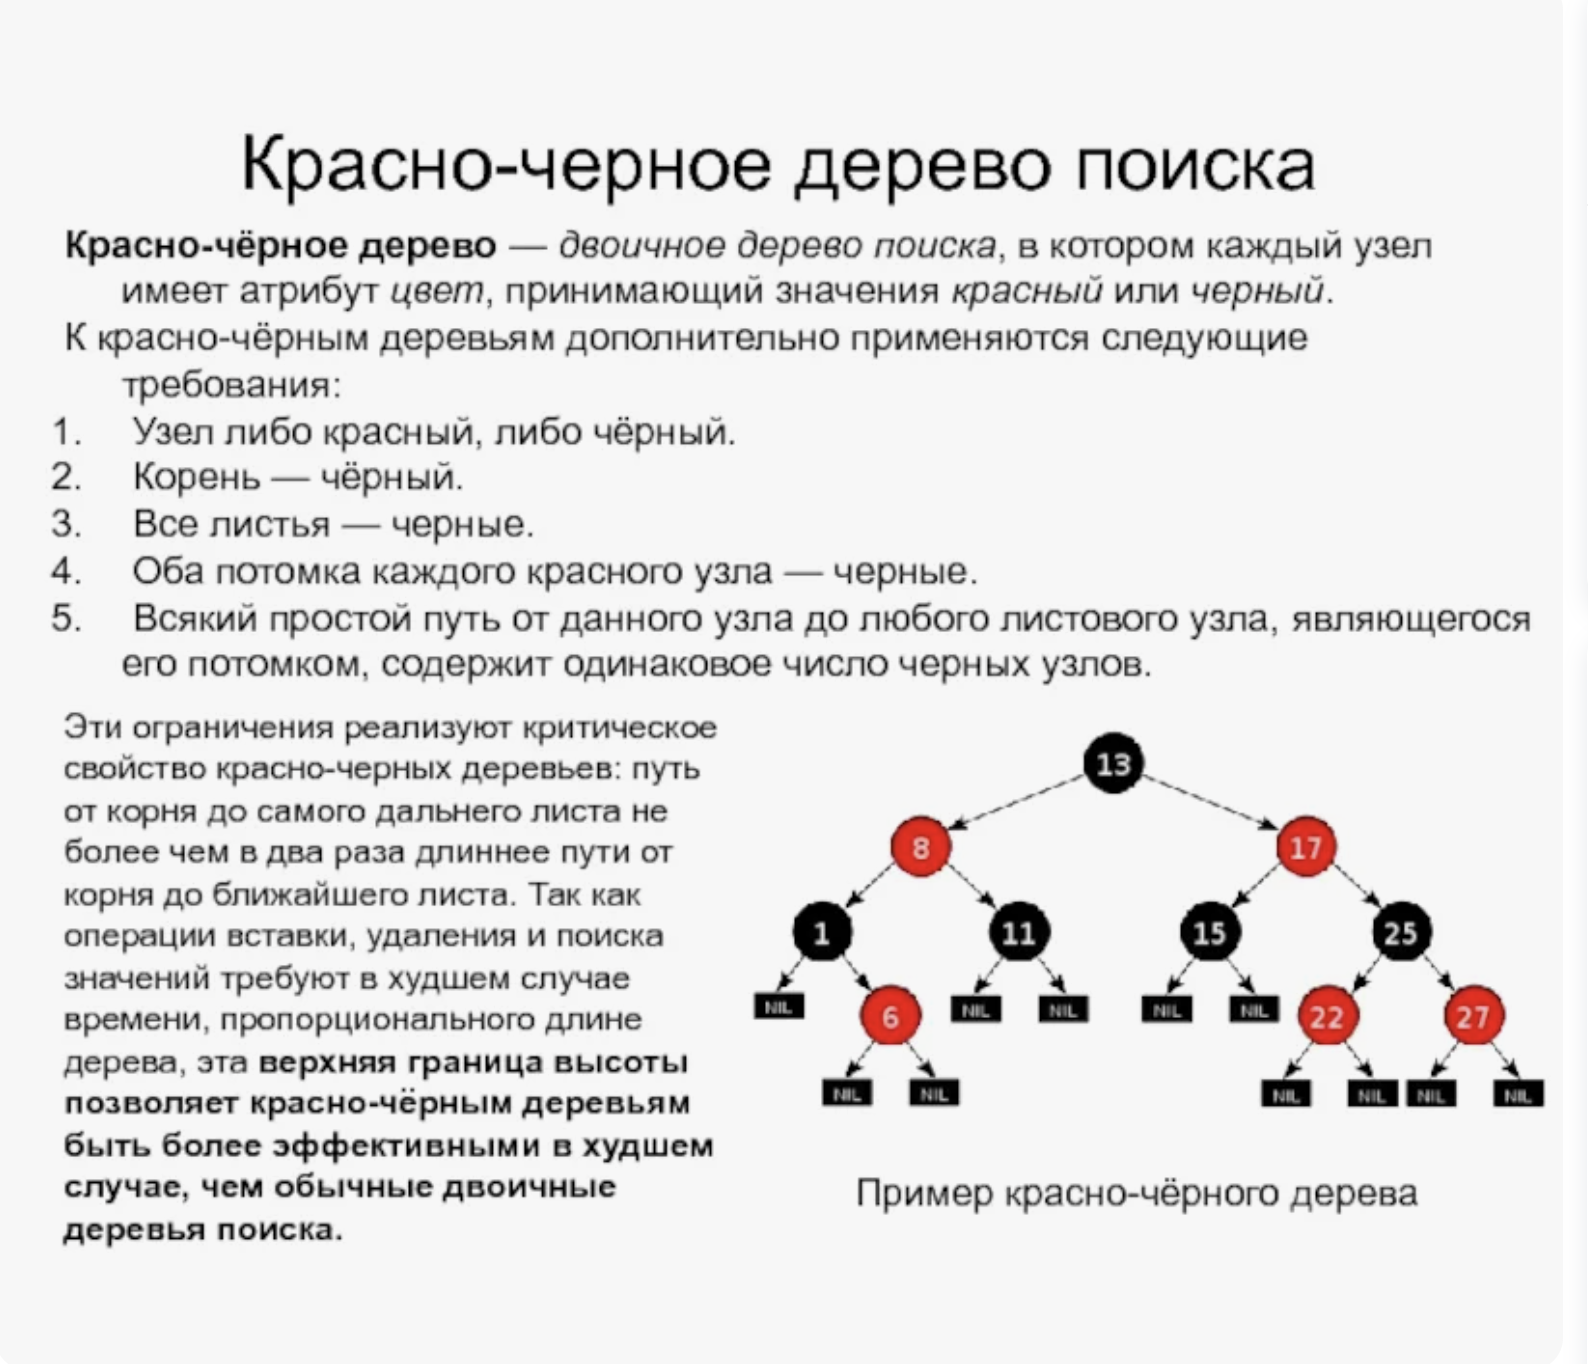 Красно-черное дерево поиска
Красно-чёрное дерево — двоичное дерево поиска, в котором каждый узел
имеет атрибут цвет, принимающий значения красный или черный.
К красно-чёрным деревьям дополнительно применяются следующие
требования:
1. Узел либо красный, либо чёрный.
2. Корень — чёрный.
3. Все листья — черные.
4. Оба потомка каждого красного узла — черные.
5. Всякий простой путь от данного узла до любого листового узла, являющегося
его потомком, содержит одинаковое число черных узлов.
Эти ограничения реализуют критическое
свойство красно-черных деревьев: путь
от корня до самого дальнего листа не
более чем в два раза длиннее пути от
корня до ближайшего листа. Так как
операции вставки, удаления и поиска
значений требуют в худшем случае
времени, пропорционального длине
дерева, эта верхняя граница высоты
позволяет красно-чёрным деревьям
быть более эффективными в худшем
случае, чем обычные двоичные
деревья поиска.
13
8 17
1 11 15 25
NIL 6 NIL NIL NIL NIL 22 27
NIL NIL NIL NIL NIL NIL
Пример красно-чёрного дерева